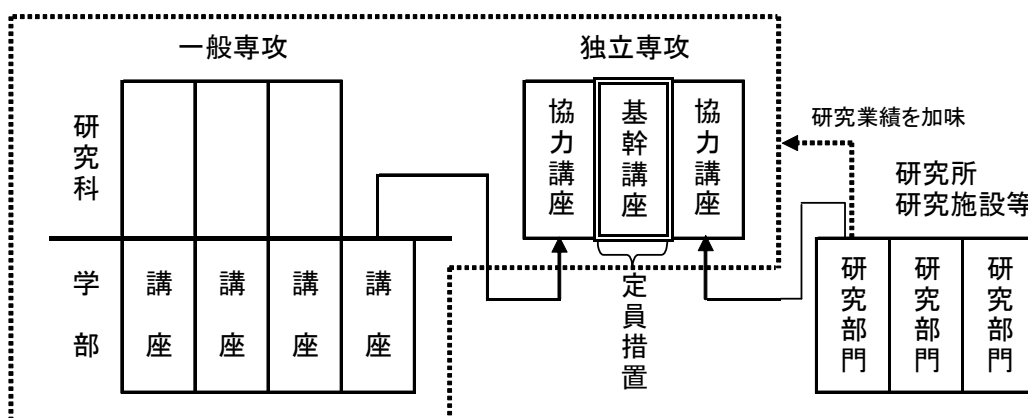 一般専攻
独立専攻
研究科
協力講座
基幹講座
協力講座
研究業績を加味
研究所
研究施設等
学部
講座
講座
講座
講座
定員措置
研究部門
研究部門
研究部門